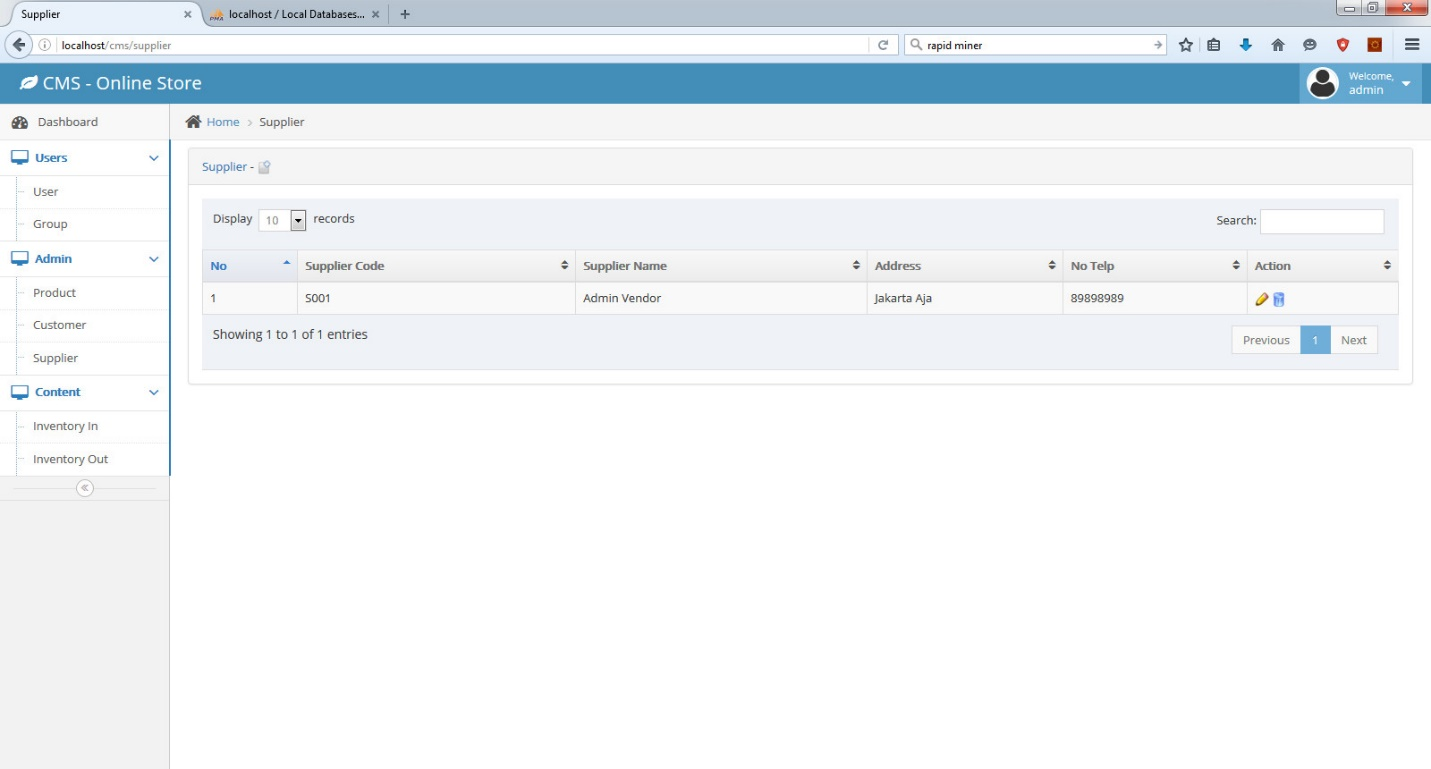 Supplier
localhost / Local Databases...
localhost/cms/supplier
rapid miner
CMS - Online Store
Welcome,
admin
Dashboard
Home > Supplier
Users
User
Group
Admin
Product
Customer
Supplier
Content
Inventory In
Inventory Out
Supplier -
Display 10 records
Search:
No Supplier Code Supplier Name Address No Telp Action
1 S001 Admin Vendor Jakarta Aja 89898989
Showing 1 to 1 of 1 entries
Previous 1 Next